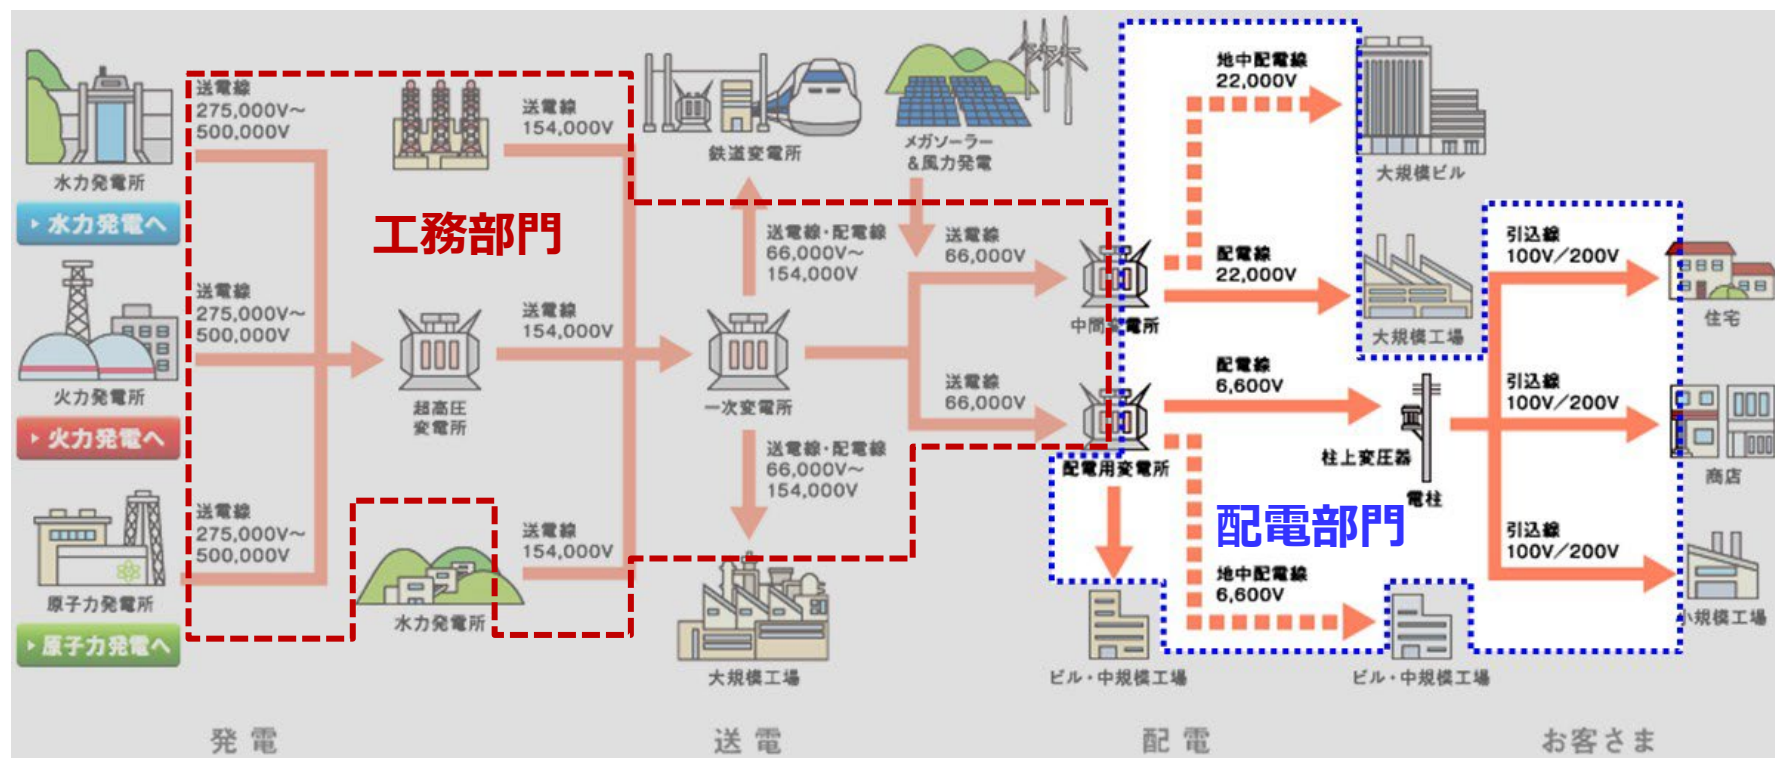 水力発電所
水力発電へ
火力発電所
火力発電へ
原子力発電所
原子力発電へ
送電線
275,000V～
500,000V
送電線
275,000V～
500,000V
送電線
275,000V～
500,000V
工務部門
超高圧
変電所
水力発電所
送電線
154,000V
送電線
154,000V
送電線
154,000V
鉄道変電所
送電線・配電線
66,000V～
154,000V
一次変電所
送電線・配電線
66,000V～
154,000V
大規模工場
メガソーラー
＆風力発電
送電線
66,000V
送電線
66,000V
中間変電所
配電用変電所
ビル・中規模工場
地中配電線
22,000V
配電線
22,000V
配電線
6,600V
配電部門
地中配電線
6,600V
大規模ビル
大規模工場
柱上変圧器
電柱
ビル・中規模工場
引込線
100V／200V
引込線
100V／200V
引込線
100V／200V
住宅
商店
小規模工場
発電
送電
配電
お客さま